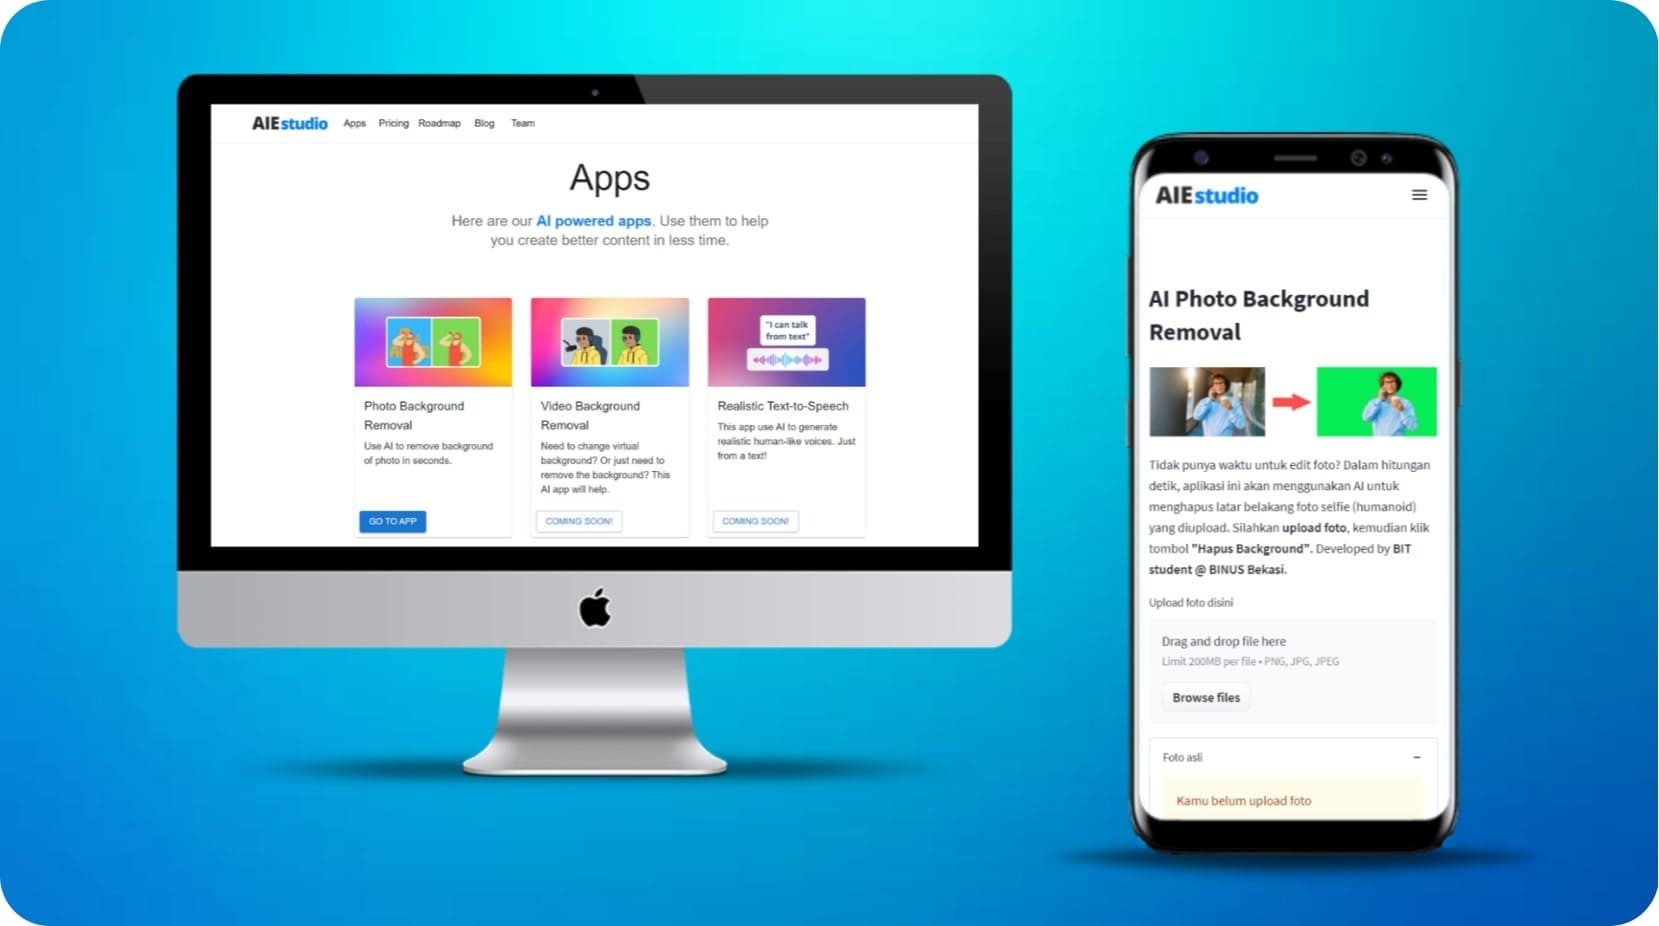 AIEstudio Apps Pricing Roadmap Blog Team
Apps
Here are our AI powered apps. Use them to help
you create better content in less time.
"I can talk
from text"
Photo Background
Removal
Use AI to remove background
of photo in seconds.
GO TO APP
Video Background
Removal
Need to change virtual
background? Or just need to
remove the background? This
AI app will help.
COMING SOON!
Realistic Text-to-Speech
This app use AI to generate
realistic human-like voices. Just
from a text!
COMING SOON!
AIEstudio
AI Photo Background
Removal
Tidak punya waktu untuk edit foto? Dalam hitungan
detik, aplikasi ini akan menggunakan AI untuk
menghapus latar belakang foto selfie (humanoid)
yang diupload. Silahkan upload foto, kemudian klik
tombol "Hapus Background". Developed by BIT
student @ BINUS Bekasi.
Upload foto disini
Drag and drop file here
Limit 200MB per file • PNG, JPG, JPEG
Browse files
Foto asli
Kamu belum upload foto